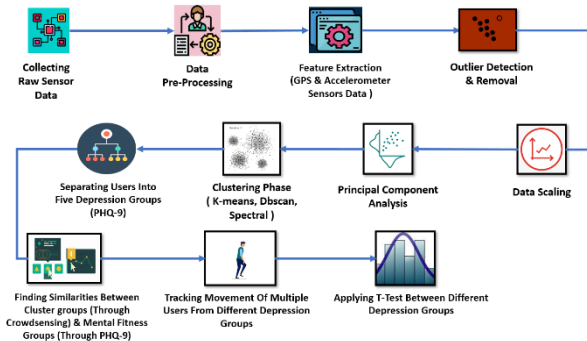 Collecting
Raw Sensor
Data
Data
Pre-Processing
Feature Extraction
(GPS & Accelerometer
Sensors Data )
Outlier Detection
& Removal
Separating Users Into
Five Depression Groups
(PHQ-9)
Clustering Phase
( K-means, Dbscan,
Spectral )
Principal Component
Analysis
Data Scaling
Finding Similarities Between
Cluster groups (Through
Crowdsensing) & Mental Fitness
Groups (Through PHQ-9)
Tracking Movement Of Multiple
Users From Different Depression
Groups
Applying T-Test Between Different
Depression Groups